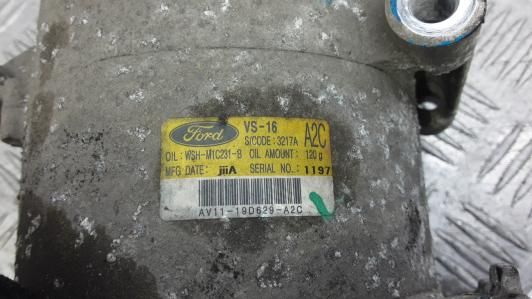 Ford VS-16 A2C
S/CODE : 3217A
OIL : WSH-M1C231-B OIL AMOUNT : 120 g
MFG DATE : jiiA SERIAL NO. : 1197
AV11-19D629-A2C